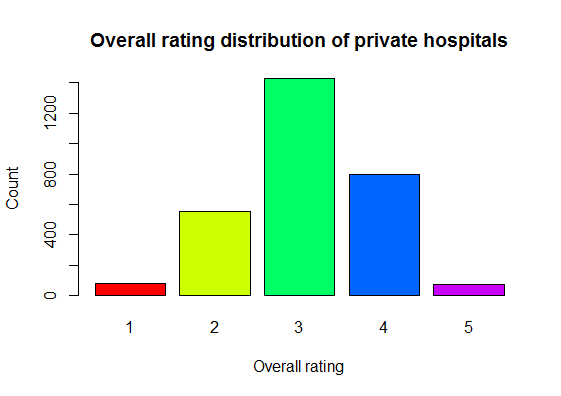 Overall rating distribution of private hospitals
1200
800
400
0
Count
1 2 3 4 5
Overall rating